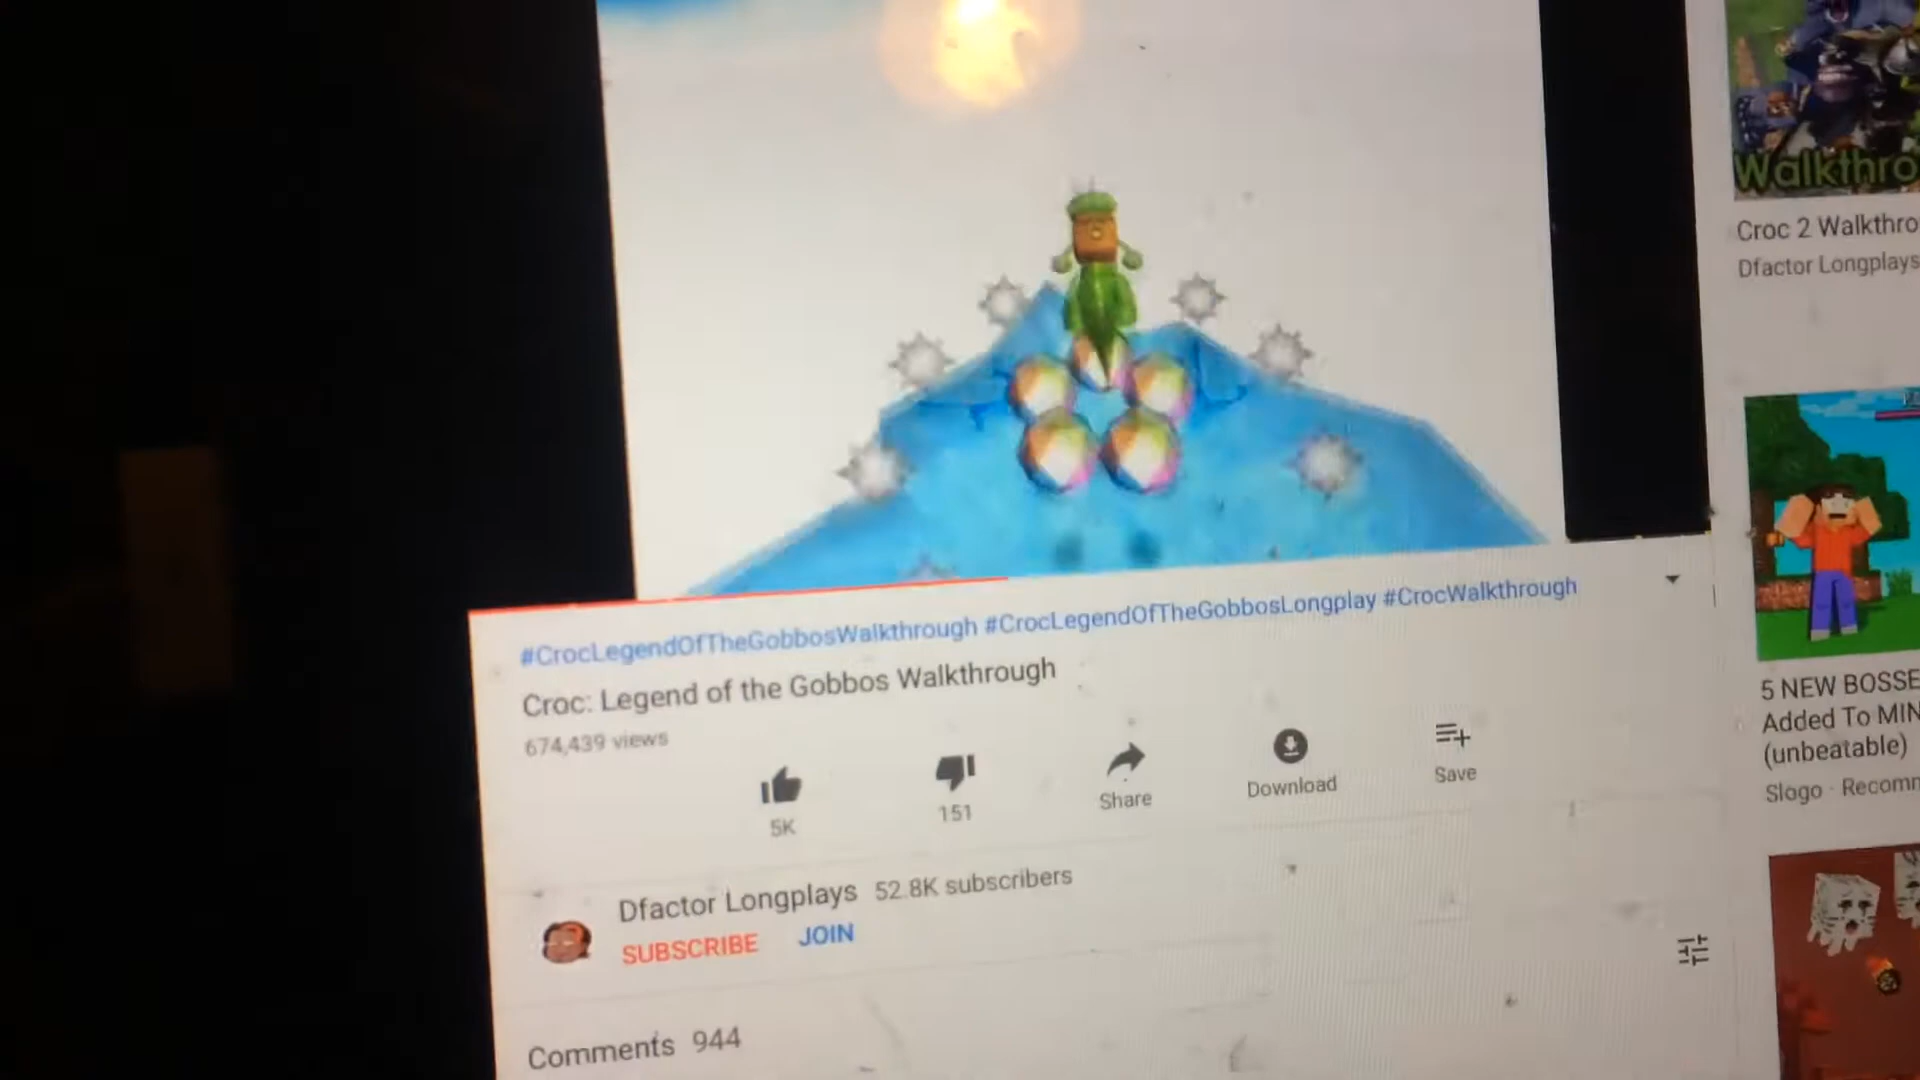 #CrocLegendOfTheGobbosWalkthrough #CrocLegendOfTheGobbosLongplay #CrocWalkthrough
Croc: Legend of the Gobbos Walkthrough
674,439 views
5K
151
Share
Download
Save
Dfactor Longplays 52.8K subscribers
SUBSCRIBE JOIN
Comments 944
Walkthro
Croc 2 Walkthro
Dfactor Longplays
5 NEW BOSSE
Added To MIN
(unbeatable)
Slogo · Recomm